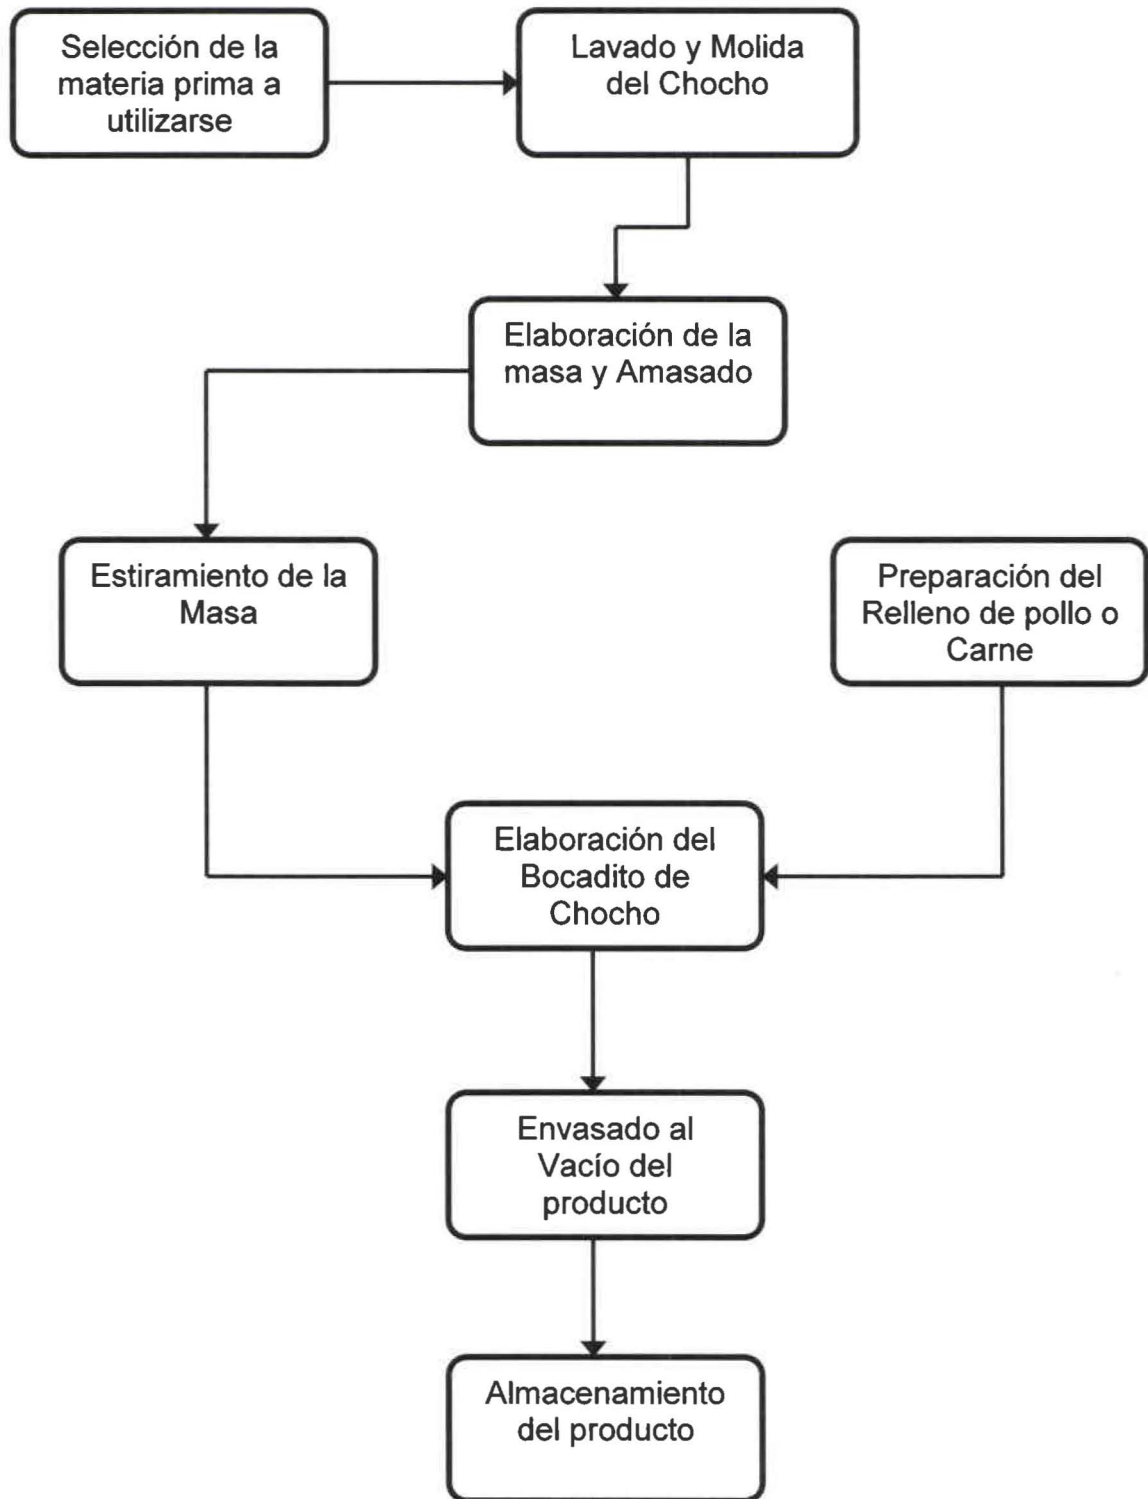 Selección de la
materia prima a
utilizarse
Lavado y Molida
del Chocho
Elaboración de la
masa y Amasado
Estiramiento de la
Masa
Preparación del
Relleno de pollo o
Carne
Elaboración del
Bocadito de
Chocho
Envasado al
Vacío del
producto
Almacenamiento
del producto